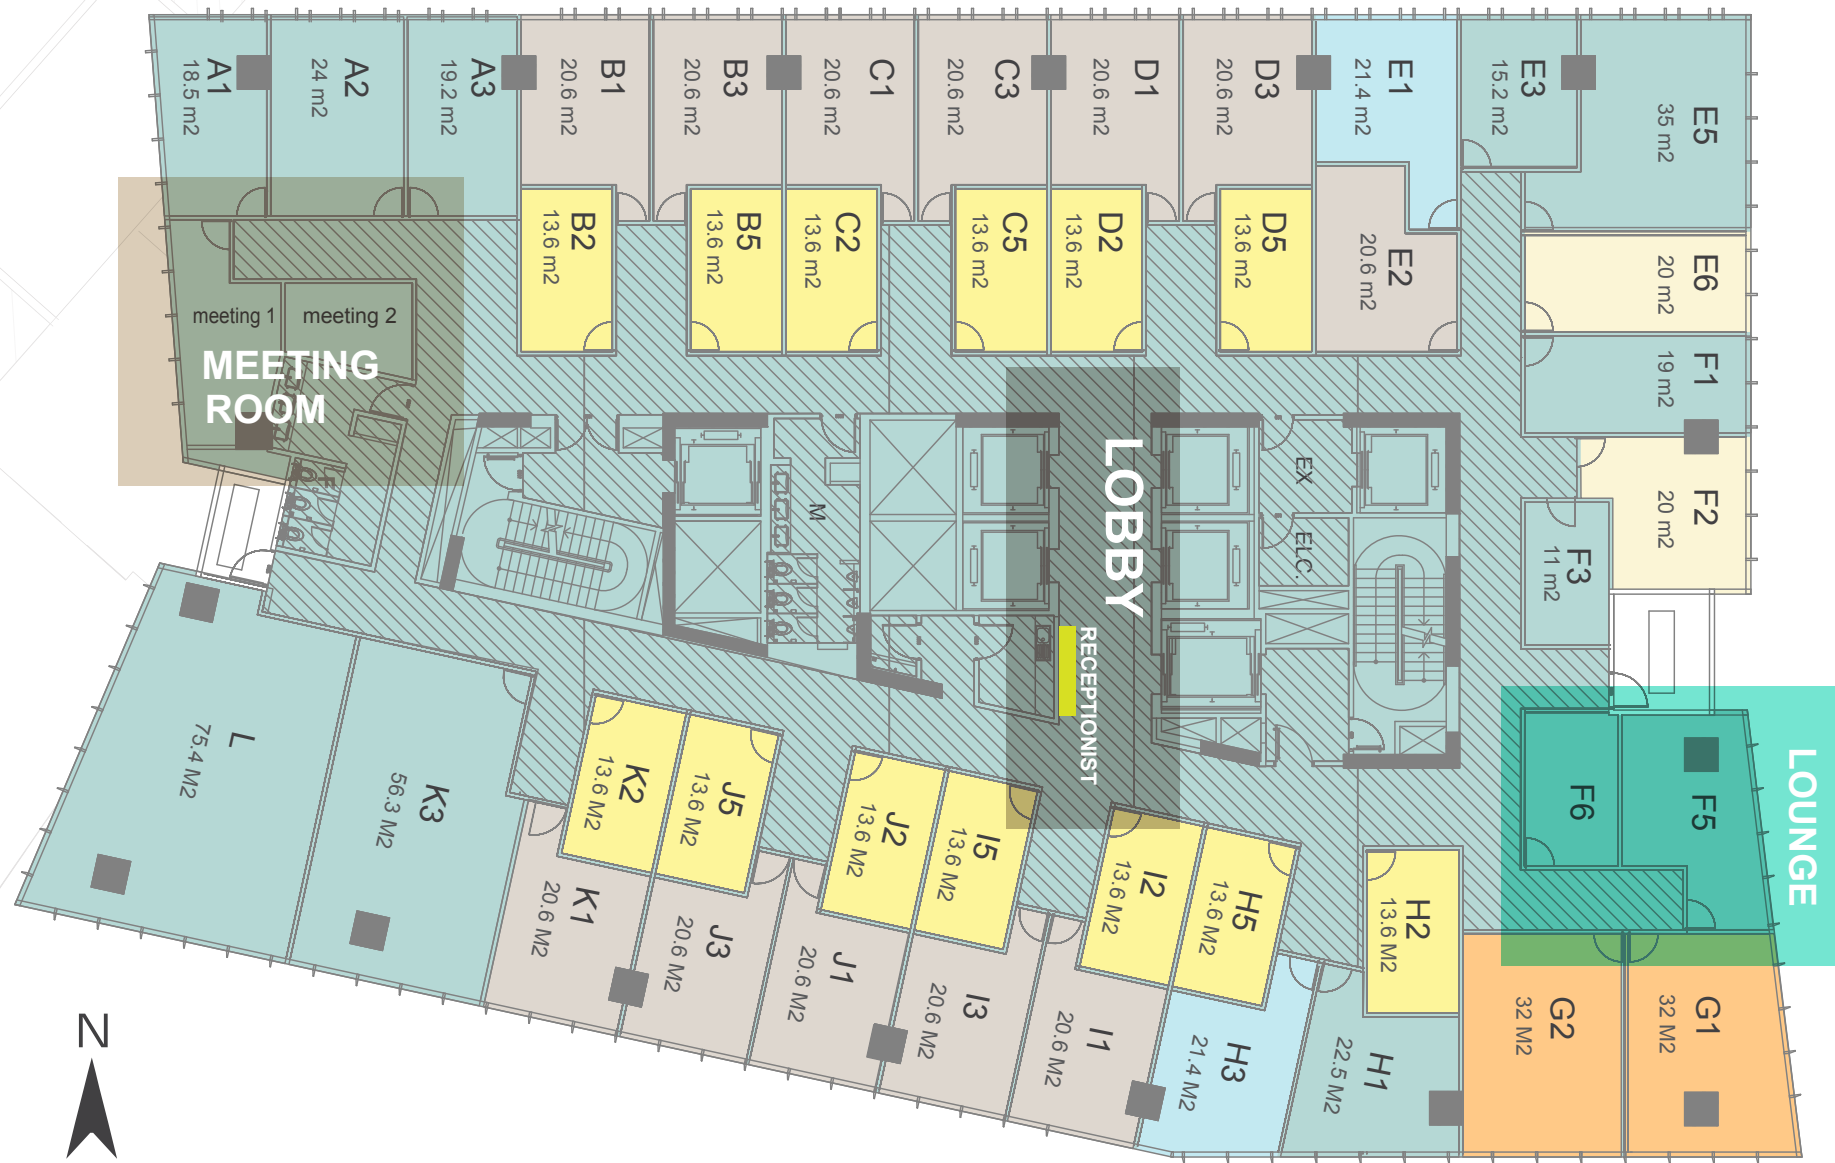 A1
18.5 m2
A2
24 m2
A3
19.2 m2
B1
20.6 m2
B3
20.6 m2
C1
20.6 m2
C3
20.6 m2
D1
20.6 m2
D3
20.6 m2
E1
21.4 m2
E3
15.2 m2
E5
35 m2
B2
13.6 m2
B5
13.6 m2
C2
13.6 m2
C5
13.6 m2
D2
13.6 m2
D5
13.6 m2
E2
20.6 m2
E6
20 m2
F1
19 m2
F2
20 m2
F3
11 m2
meeting 1
meeting 2
MEETING
ROOM
F
M
LOBBY
RECEPTIONIST
EX
ELC.
LOUNGE
F6
F5
L
75.4 M2
K3
56.3 M2
K2
13.6 M2
J5
13.6 M2
J2
13.6 M2
I5
13.6 M2
I2
13.6 M2
H5
13.6 M2
H2
13.6 M2
K1
20.6 M2
J3
20.6 M2
J1
20.6 M2
I3
20.6 M2
I1
20.6 M2
H3
21.4 M2
H1
22.5 M2
G2
32 M2
G1
32 M2
N